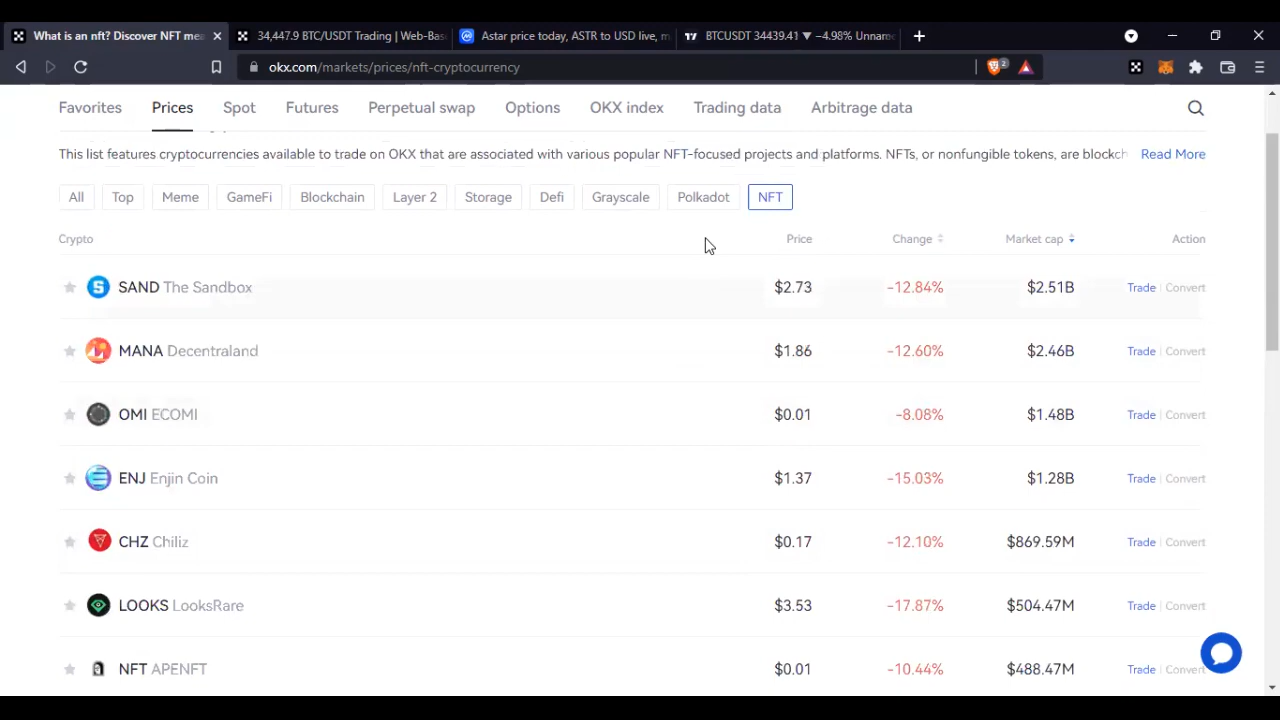 What is an nft? Discover NFT mea
34,447.9 BTC/USDT Trading | Web-Bas
Astar price today, ASTR to USD live, m
BTCUSDT 34439.41 ▼ −4.98% Unnam
okx.com/markets/prices/nft-cryptocurrency
2
Favorites Prices Spot Futures Perpetual swap Options OKX index Trading data Arbitrage data
This list features cryptocurrencies available to trade on OKX that are associated with various popular NFT-focused projects and platforms. NFTs, or nonfungible tokens, are blockch Read More
All Top Meme GameFi Blockchain Layer 2 Storage Defi Grayscale Polkadot NFT
Crypto Price Change Market cap Action
SAND The Sandbox $2.73 -12.84% $2.51B Trade | Convert
MANA Decentraland $1.86 -12.60% $2.46B Trade | Convert
OMI ECOMI $0.01 -8.08% $1.48B Trade | Convert
ENJ Enjin Coin $1.37 -15.03% $1.28B Trade | Convert
CHZ Chiliz $0.17 -12.10% $869.59M Trade | Convert
LOOKS LooksRare $3.53 -17.87% $504.47M Trade | Convert
NFT APENFT $0.01 -10.44% $488.47M Trade | Convert